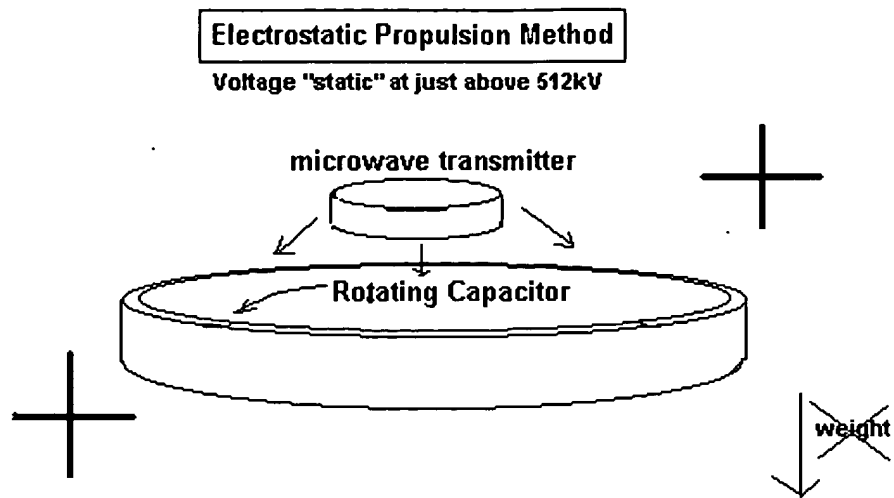 Electrostatic Propulsion Method
Voltage "static" at just above 512kV
microwave transmitter
Rotating Capacitor
weight